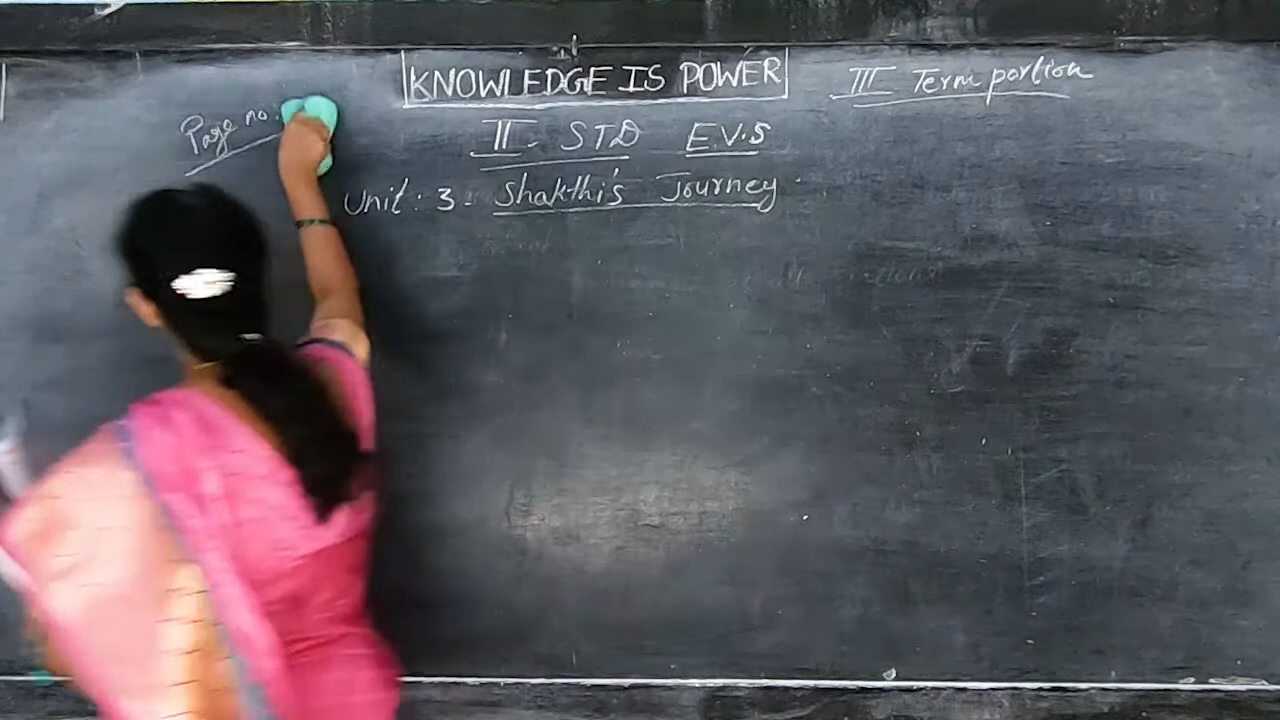 KNOWLEDGE IS POWER
III Term portion
Page no.
II - STD E.V.S
Unit : 3 - Shakthi's Journey.